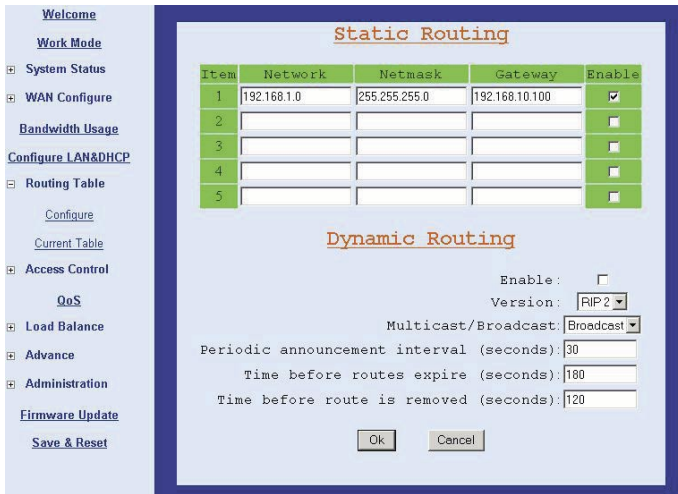 Welcome
Work Mode
System Status
WAN Configure
Bandwidth Usage
Configure LAN&DHCP
Routing Table
Configure
Current Table
Access Control
QoS
Load Balance
Advance
Administration
Firmware Update
Save & Reset
Static Routing
Item Network Netmask Gateway Enable
1 192.168.1.0 255.255.255.0 192.168.10.100
2
3
4
5
Dynamic Routing
Enable:
Version: RIP 2
Multicast/Broadcast: Broadcast
Periodic announcement interval (seconds): 30
Time before routes expire (seconds): 180
Time before route is removed (seconds): 120
Ok Cancel